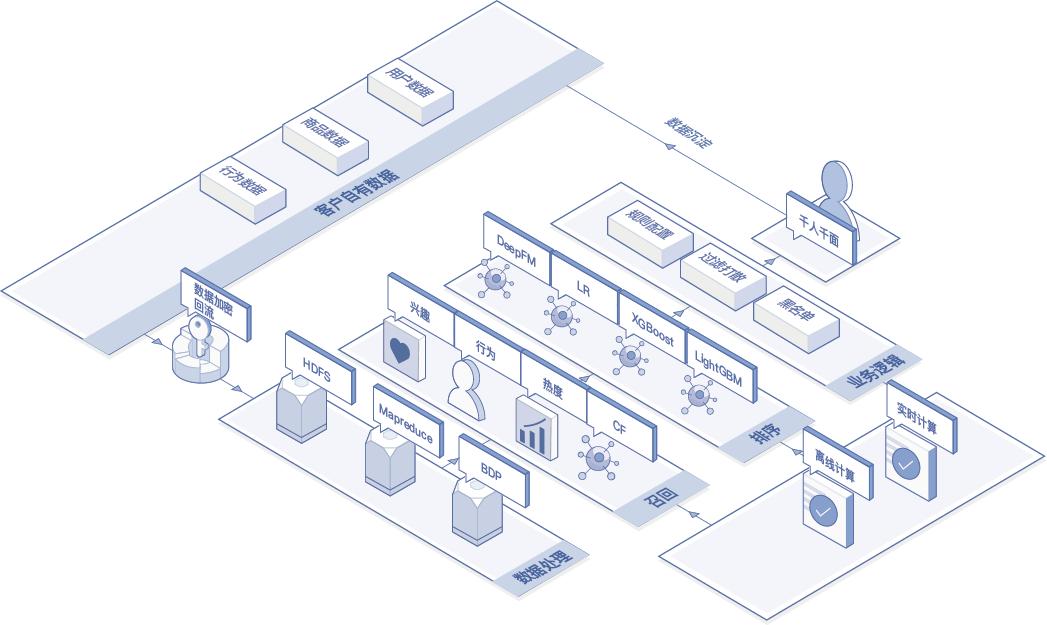 用户数据
商品数据
行为数据
客户自有数据
数据沉淀
千人千面
数据加密
回流
规则配置
过滤打散
黑名单
业务逻辑
DeepFM
LR
XGBoost
LightGBM
排序
兴趣
行为
热度
CF
召回
HDFS
Mapreduce
BDP
数据处理
实时计算
离线计算